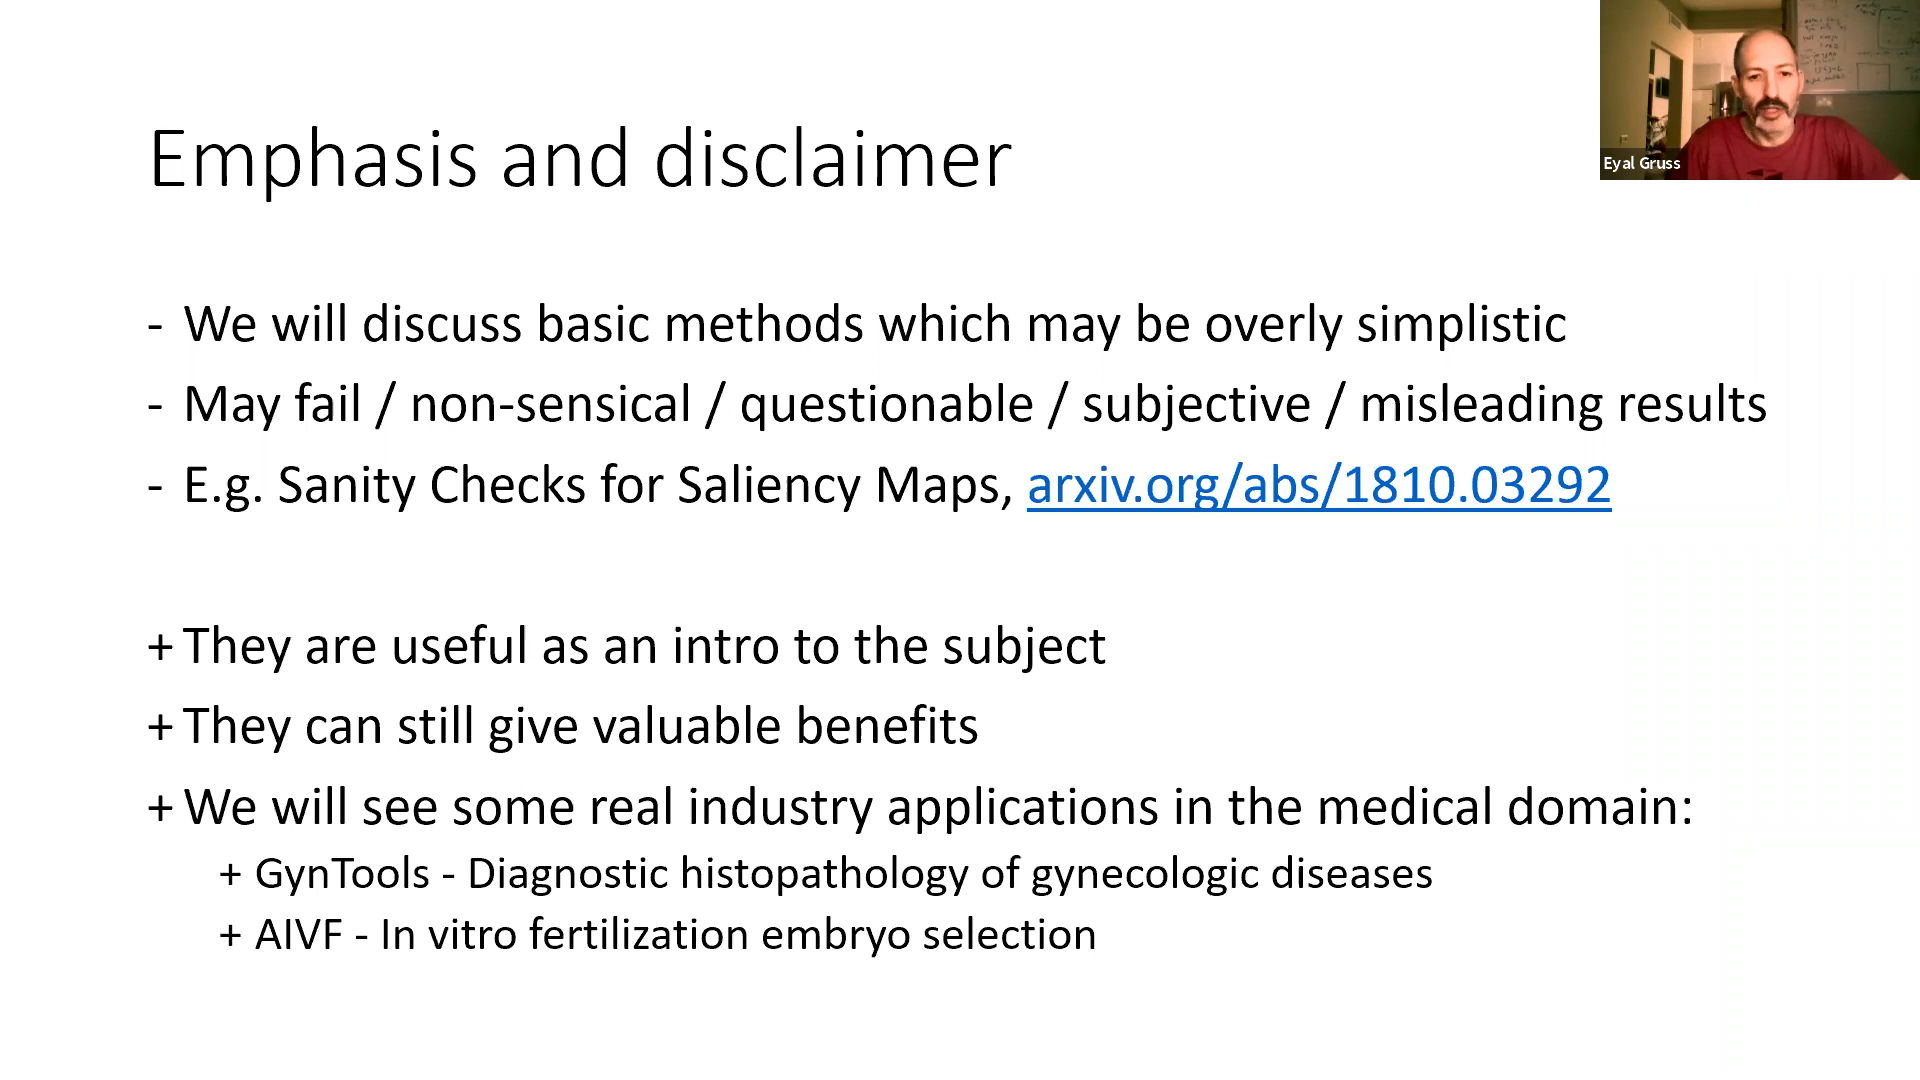 Emphasis and disclaimer
Eyal Gruss
- We will discuss basic methods which may be overly simplistic
- May fail / non-sensical / questionable / subjective / misleading results
- E.g. Sanity Checks for Saliency Maps, arxiv.org/abs/1810.03292
+ They are useful as an intro to the subject
+ They can still give valuable benefits
+ We will see some real industry applications in the medical domain:
+ GynTools - Diagnostic histopathology of gynecologic diseases
+ AIVF - In vitro fertilization embryo selection